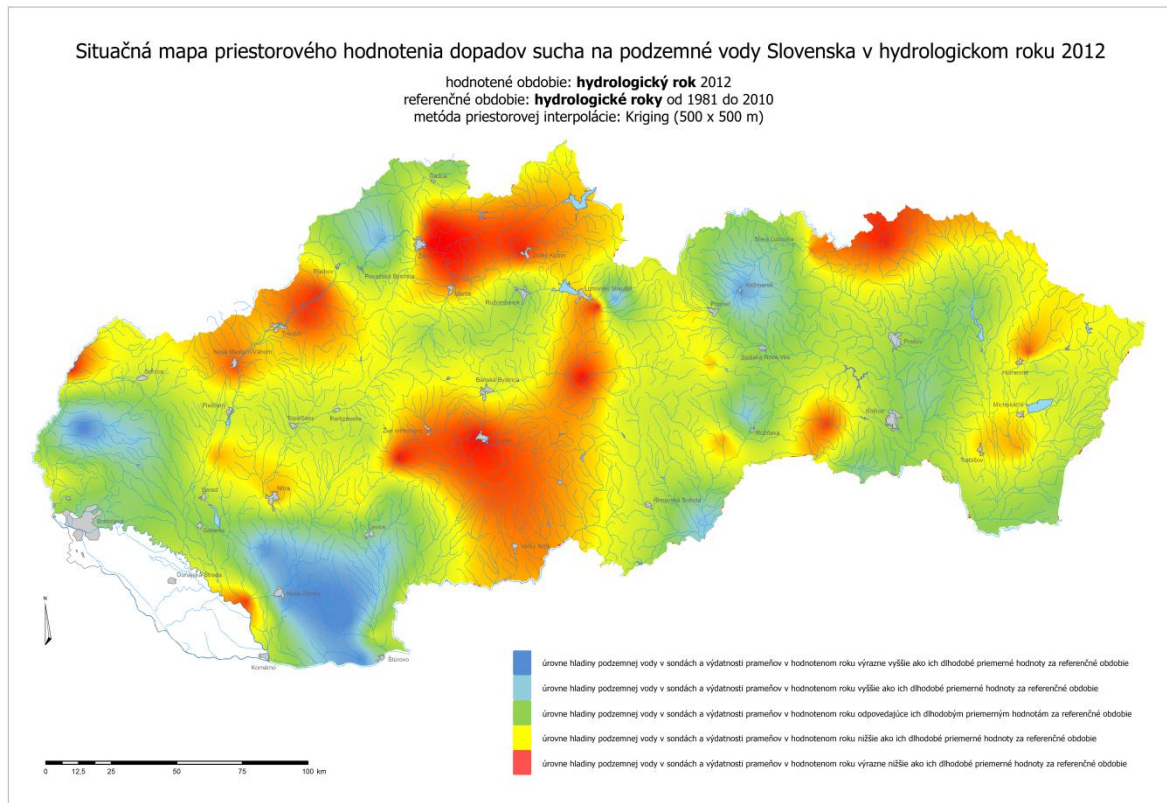 Situačná mapa priestorového hodnotenia dopadov sucha na podzemné vody Slovenska v hydrologickom roku 2012
hodnotené obdobie: hydrologický rok 2012
referenčné obdobie: hydrologické roky od 1981 do 2010
metóda priestorovej interpolácie: Kriging (500 x 500 m)
Čadca
Stará Ľubovňa
Dolný Kubín
Púchov
Považská Bystrica
Martin
Ružomberok
Liptovský Mikuláš
Kežmarok
Poprad
Trenčín
Prešov
Nové Mesto n/Váhom
Spišská Nová Ves
Humenné
Senica
Banská Bystrica
Piešťany
Topoľčany
Partizánske
Michalovce
Košice
Žiar n/Hronom
Rožňava
Trebišov
Nitra
Sereď
Rimavská Sobota
Bratislava
Galanta
Levice
Veľký Krtíš
Dunajská Streda
Nové Zámky
N
Komárno
Štúrovo
úrovne hladiny podzemnej vody v sondách a výdatnosti prameňov v hodnotenom roku výrazne vyššie ako ich dlhodobé priemerné hodnoty za referenčné obdobie
úrovne hladiny podzemnej vody v sondách a výdatnosti prameňov v hodnotenom roku vyššie ako ich dlhodobé priemerné hodnoty za referenčné obdobie
úrovne hladiny podzemnej vody v sondách a výdatnosti prameňov v hodnotenom roku odpovedajúce ich dlhodobým priemerným hodnotám za referenčné obdobie
úrovne hladiny podzemnej vody v sondách a výdatnosti prameňov v hodnotenom roku nižšie ako ich dlhodobé priemerné hodnoty za referenčné obdobie
úrovne hladiny podzemnej vody v sondách a výdatnosti prameňov v hodnotenom roku výrazne nižšie ako ich dlhodobé priemerné hodnoty za referenčné obdobie
0 12,5 25 50 75 100 km